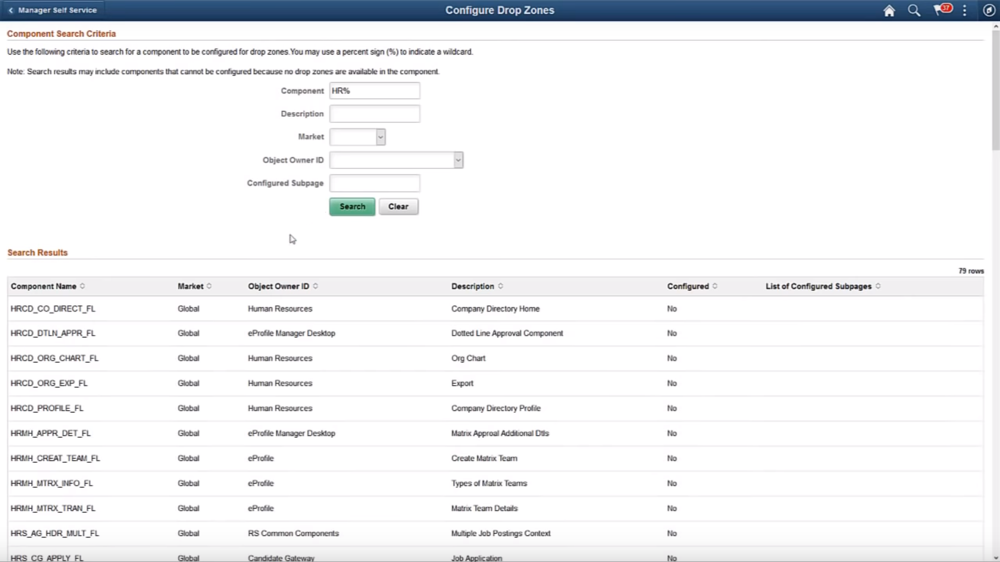 Manager Self Service
Configure Drop Zones
37
Component Search Criteria
Use the following criteria to search for a component to be configured for drop zones.You may use a percent sign (%) to indicate a wildcard.
Note: Search results may include components that cannot be configured because no drop zones are available in the component.
Component HR%
Description
Market
Object Owner ID
Configured Subpage
Search Clear
Search Results
79 rows
Component Name Market Object Owner ID Description Configured List of Configured Subpages
HRCD_CO_DIRECT_FL Global Human Resources Company Directory Home No
HRCD_DTLN_APPR_FL Global eProfile Manager Desktop Dotted Line Approval Component No
HRCD_ORG_CHART_FL Global Human Resources Org Chart No
HRCD_ORG_EXP_FL Global Human Resources Export No
HRCD_PROFILE_FL Global Human Resources Company Directory Profile No
HRMH_APPR_DET_FL Global eProfile Manager Desktop Matrix Approal Additional Dtls No
HRMH_CREAT_TEAM_FL Global eProfile Create Matrix Team No
HRMH_MTRX_INFO_FL Global eProfile Types of Matrix Teams No
HRMH_MTRX_TRAN_FL Global eProfile Matrix Team Details No
HRS_AG_HDR_MULT_FL Global RS Common Components Multiple Job Postings Context No
HRS_CG_APPLY_FL Global Candidate Gateway Job Application No